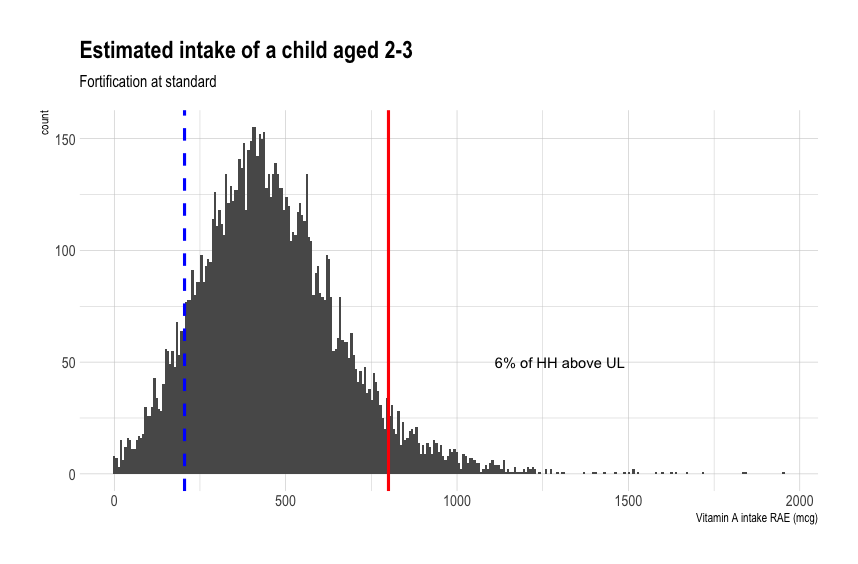 Estimated intake of a child aged 2-3
Fortification at standard
count
150
100
50
0
6% of HH above UL
0 500 1000 1500 2000
Vitamin A intake RAE (mcg)